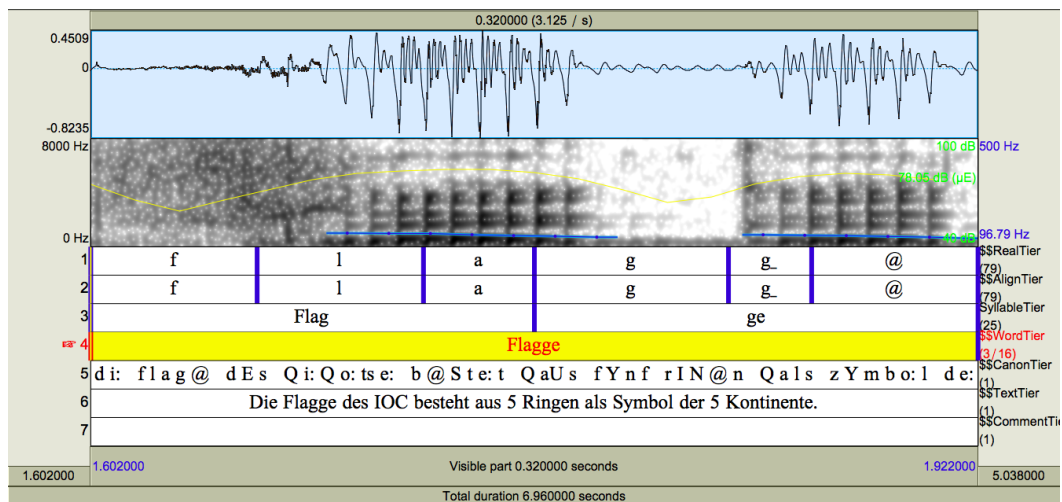 0.320000 (3.125 / s)
0.4509
0
-0.8235
8000 Hz 100 dB 500 Hz
78.05 dB (µE)
0 Hz 40 dB 96.79 Hz
1 f l a g g_ @ $$RealTier (79)
2 f l a g g_ @ $$AlignTier (79)
3 Flag ge SyllableTier (25)
4 Flagge $$WordTier (3 / 16)
5 d i: f l a g @ d E s Q i: Q o: ts e: b @ S t e: t Q aU s f Y n f r I N @ n Q a l s z Y m b o: l d e: $$CanonTier (1)
6 Die Flagge des IOC besteht aus 5 Ringen als Symbol der 5 Kontinente. $$TextTier (1)
7 $$CommentTie (1)
1.602000 Visible part 0.320000 seconds 1.922000
1.602000 5.038000
Total duration 6.960000 seconds